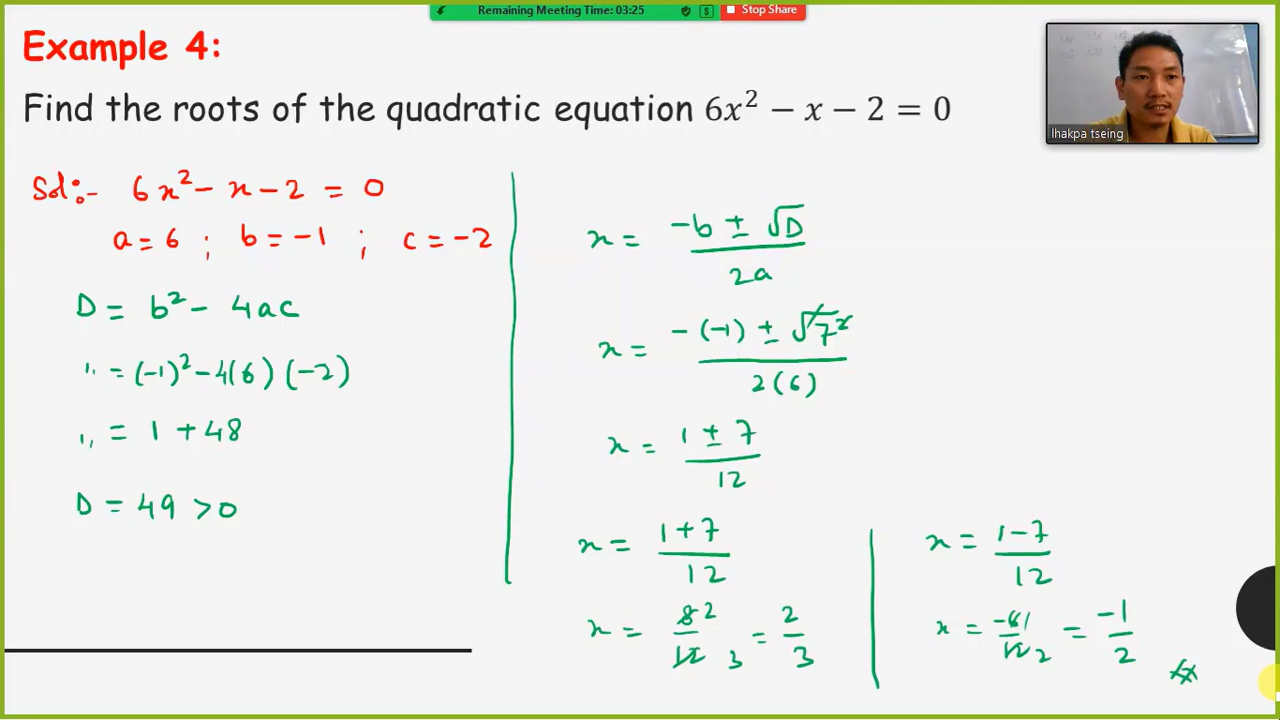 Remaining Meeting Time: 03:25
Stop Share
Example 4:
Find the roots of the quadratic equation 6x² − x − 2 = 0
lhakpa tseing
Sol:- 6x² − x − 2 = 0
a = 6 ; b = −1 ; c = −2
D = b² − 4ac
" = (−1)² − 4(6)(−2)
" = 1 + 48
D = 49 > 0
x = (−b ± √D) / 2a
x = (−(−1) ± √7²) / 2(6)
x = (1 ± 7) / 12
x = (1 + 7) / 12
x = 8 2 / 12 3 = 2/3
x = (1 − 7) / 12
x = −6 1 / 12 2 = −1/2